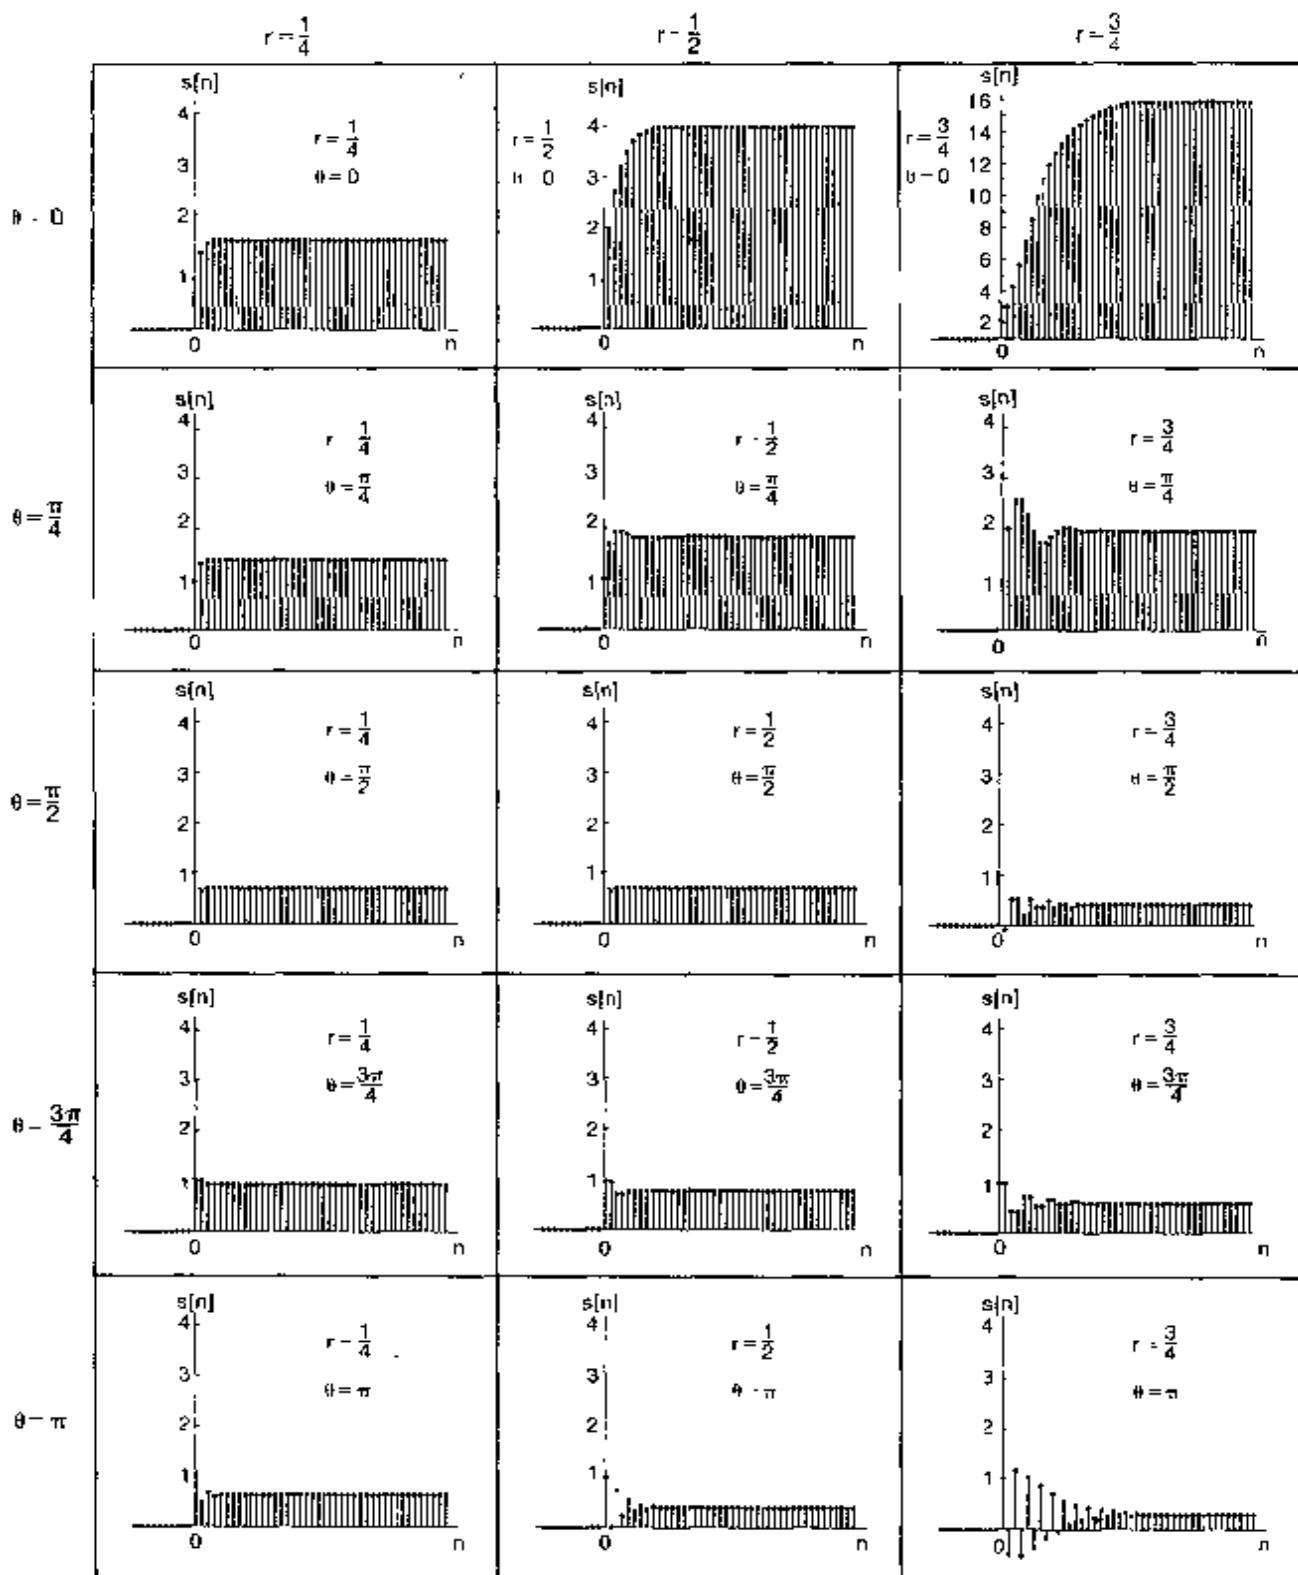 r = 1/4 r = 1/2 r = 3/4
θ = 0
s[n]
4
3
2
1
0
n
r = 1/4
θ = 0
s[n]
4
3
2
1
0
n
r = 1/2
θ 0
s[n]
16
14
12
10
8
6
4
2
0
n
r = 3/4
θ = 0
θ = π/4
s[n]
4
3
2
1
0
n
r = 1/4
θ = π/4
s[n]
4
3
2
1
0
n
r = 1/2
θ = π/4
s[n]
4
3
2
1
0
n
r = 3/4
θ = π/4
θ = π/2
s[n]
4
3
2
1
0
n
r = 1/4
θ = π/2
s[n]
4
3
2
1
0
n
r = 1/2
θ = π/2
s[n]
4
3
2
1
0
n
r = 3/4
θ = π/2
θ = 3π/4
s[n]
4
3
2
1
0
n
r = 1/4
θ = 3π/4
s[n]
4
3
2
1
0
n
r = 1/2
θ = 3π/4
s[n]
4
3
2
1
0
n
r = 3/4
θ = 3π/4
θ = π
s[n]
4
3
2
1
0
n
r = 1/4
θ = π
s[n]
4
3
2
1
0
n
r = 1/2
θ = π
s[n]
4
3
2
1
0
n
r = 3/4
θ = π